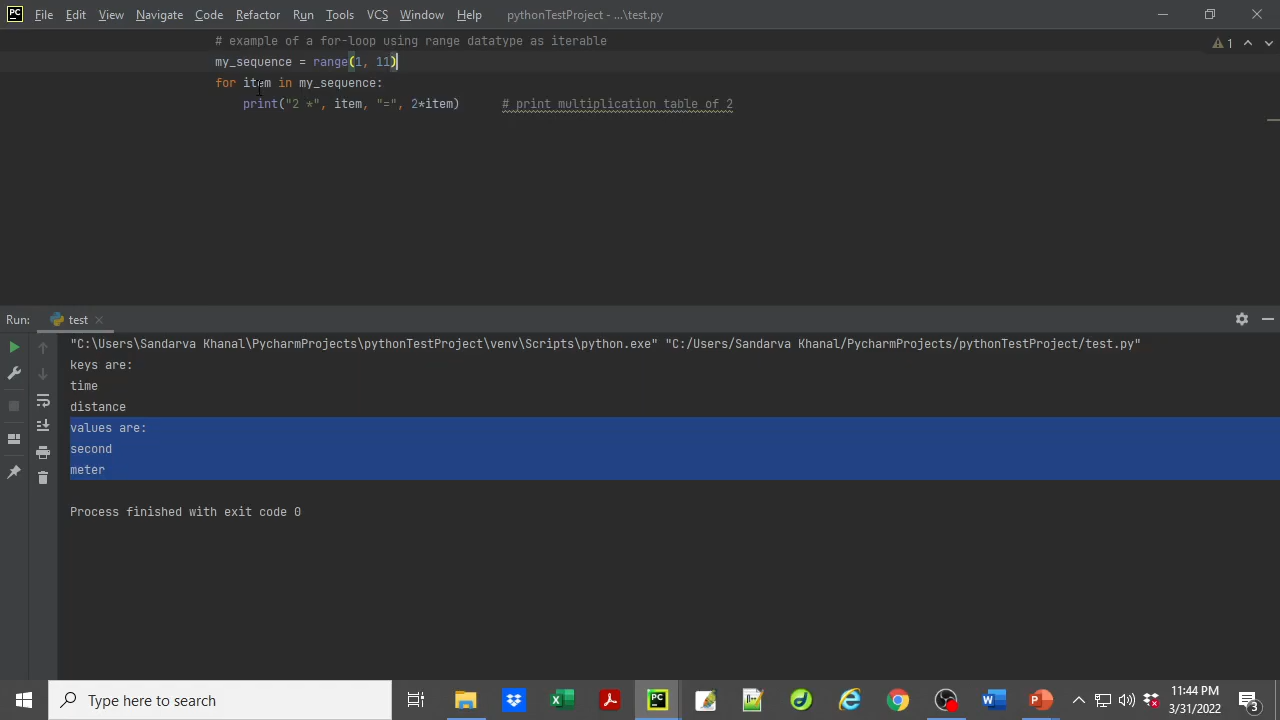 PC File Edit View Navigate Code Refactor Run Tools VCS Window Help pythonTestProject - ...\test.py
# example of a for-loop using range datatype as iterable
1
my_sequence = range(1, 11)
for item in my_sequence:
print("2 *", item, "=", 2*item) # print multiplication table of 2
Run: test
"C:\Users\Sandarva Khanal\PycharmProjects\pythonTestProject\venv\Scripts\python.exe" "C:/Users/Sandarva Khanal/PycharmProjects/pythonTestProject/test.py"
keys are:
time
distance
values are:
second
meter
Process finished with exit code 0
Type here to search
PC
11:44 PM
3/31/2022
3